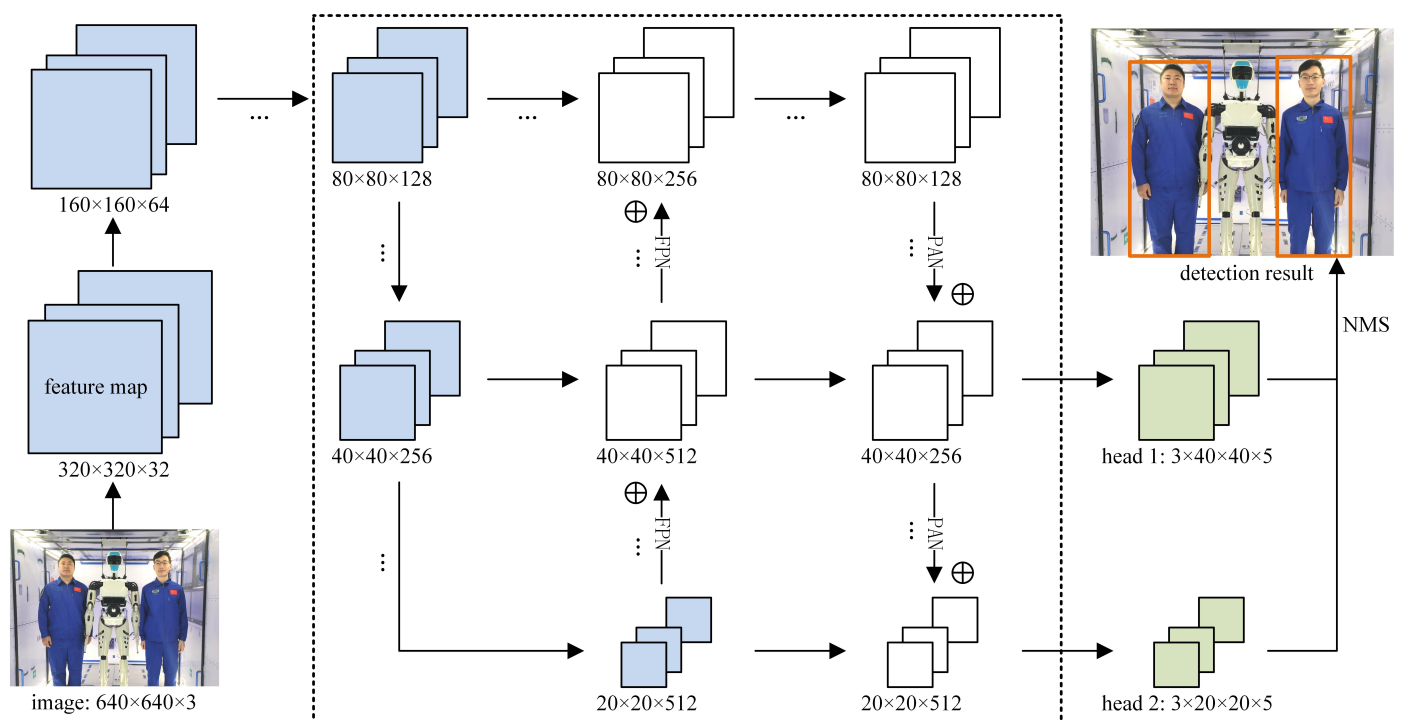 160×160×64
...
80×80×128
...
80×80×256
...
80×80×128
detection result
...
FPN
...
PAN
...
NMS
feature map
320×320×32
40×40×256
40×40×512
40×40×256
head 1: 3×40×40×5
...
FPN
...
PAN
...
image: 640×640×3
20×20×512
20×20×512
head 2: 3×20×20×5